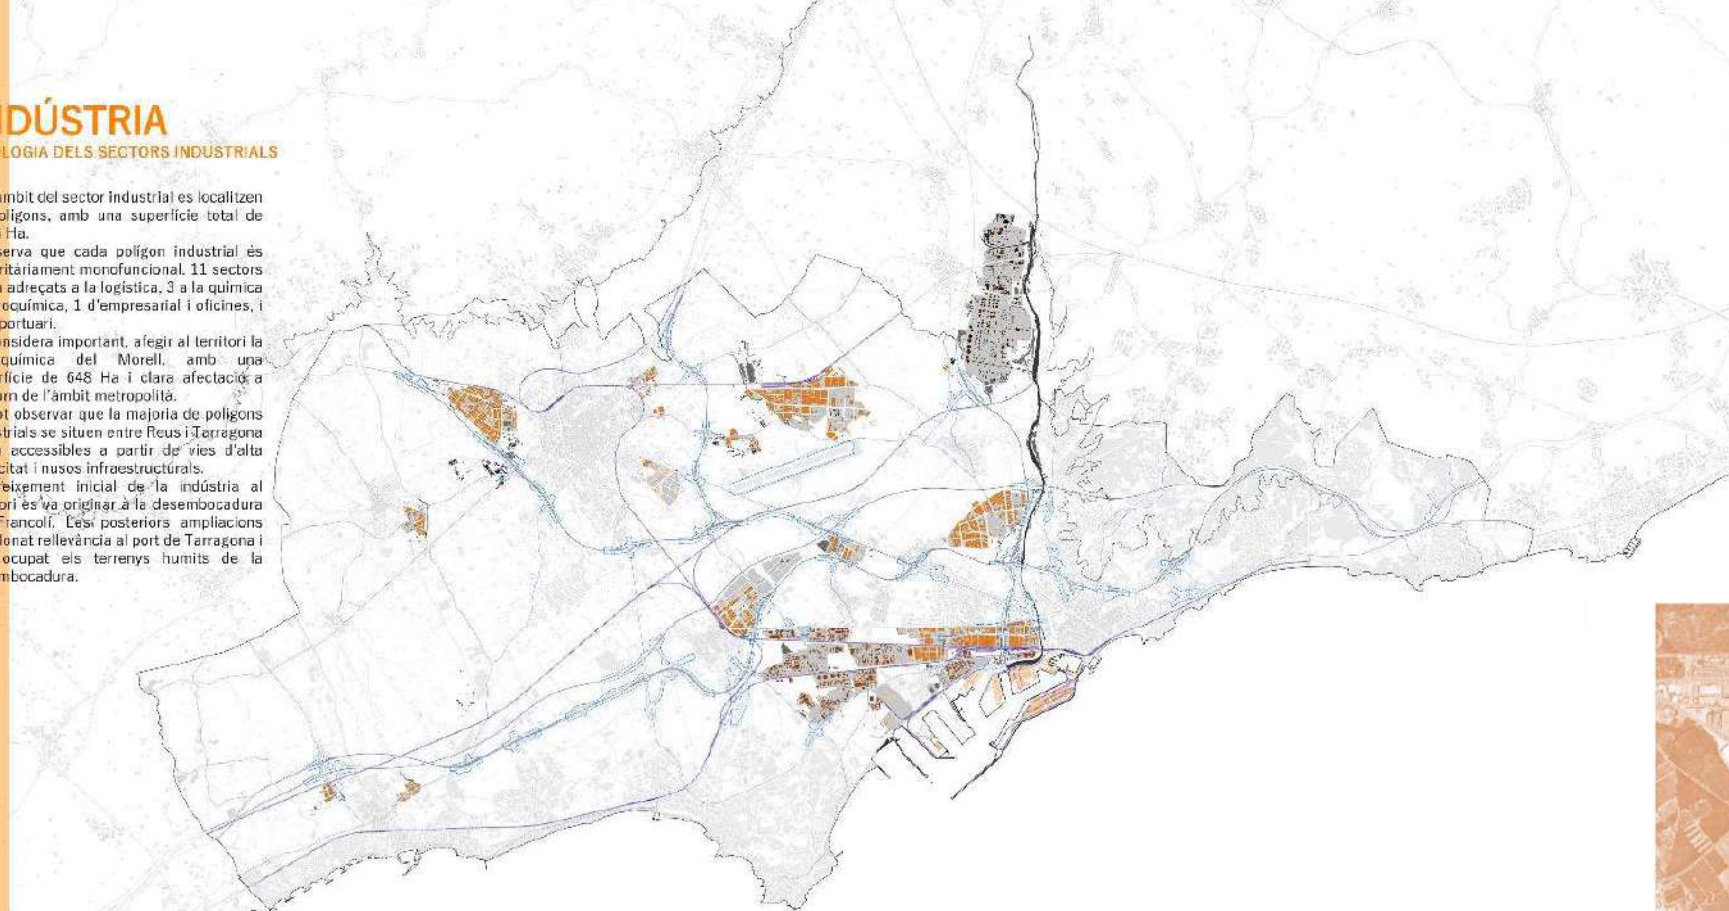 DÚSTRIA
LOGIA DELS SECTORS INDUSTRIALS
àmbit del sector industrial es localitzen
polígons, amb una superfície total de
Ha.
serva que cada polígon industrial és
ritàriament monofuncional. 11 sectors
adreçats a la logística, 3 a la química
oquímica, 1 d'empresarial i oficines, i
portuari.
nsidera important, afegir al territori la
química del Morell, amb una
rfície de 648 Ha i clara afectació a
rn de l'àmbit metropolità.
ot observar que la majoria de polígons
strials se situen entre Reus i Tarragona
accessibles a partir de vies d'alta
citat i nusos infraestructurals.
reixement inicial de la indústria al
ori és va originar a la desembocadura
Francolí. Les posteriors ampliacions
donat rellevància al port de Tarragona i
ocupat els terrenys humits de la
mbocadura.